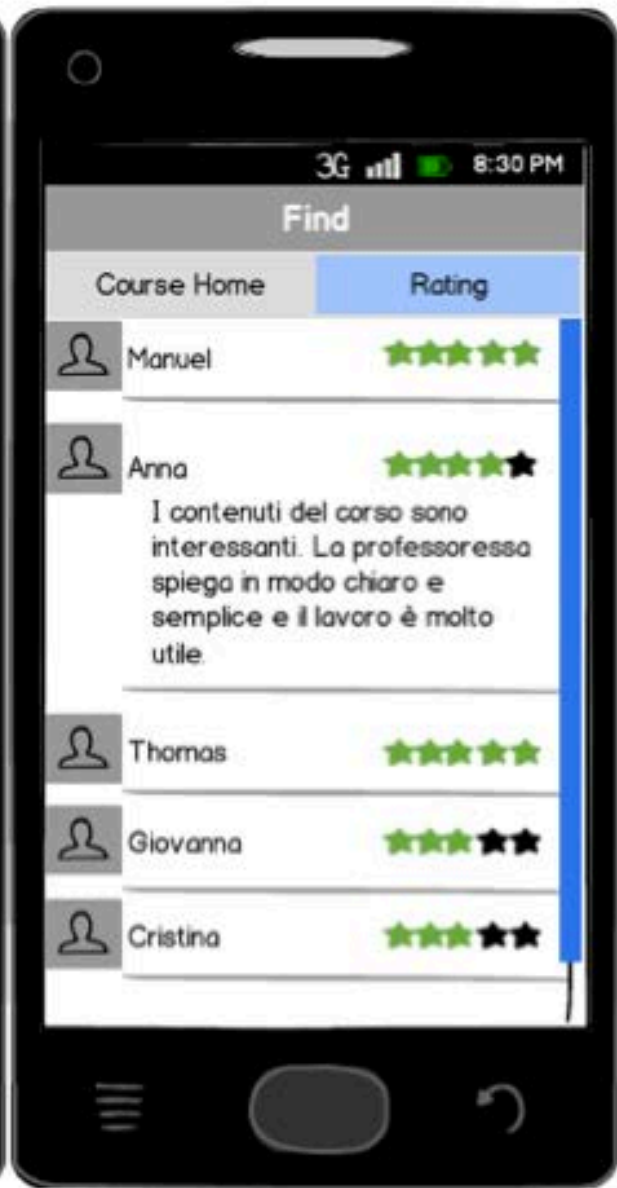 3G 8:30 PM
Find
Course Home Rating
Manuel
Anna
I contenuti del corso sono
interessanti. La professoressa
spiega in modo chiaro e
semplice e il lavoro è molto
utile.
Thomas
Giovanna
Cristina